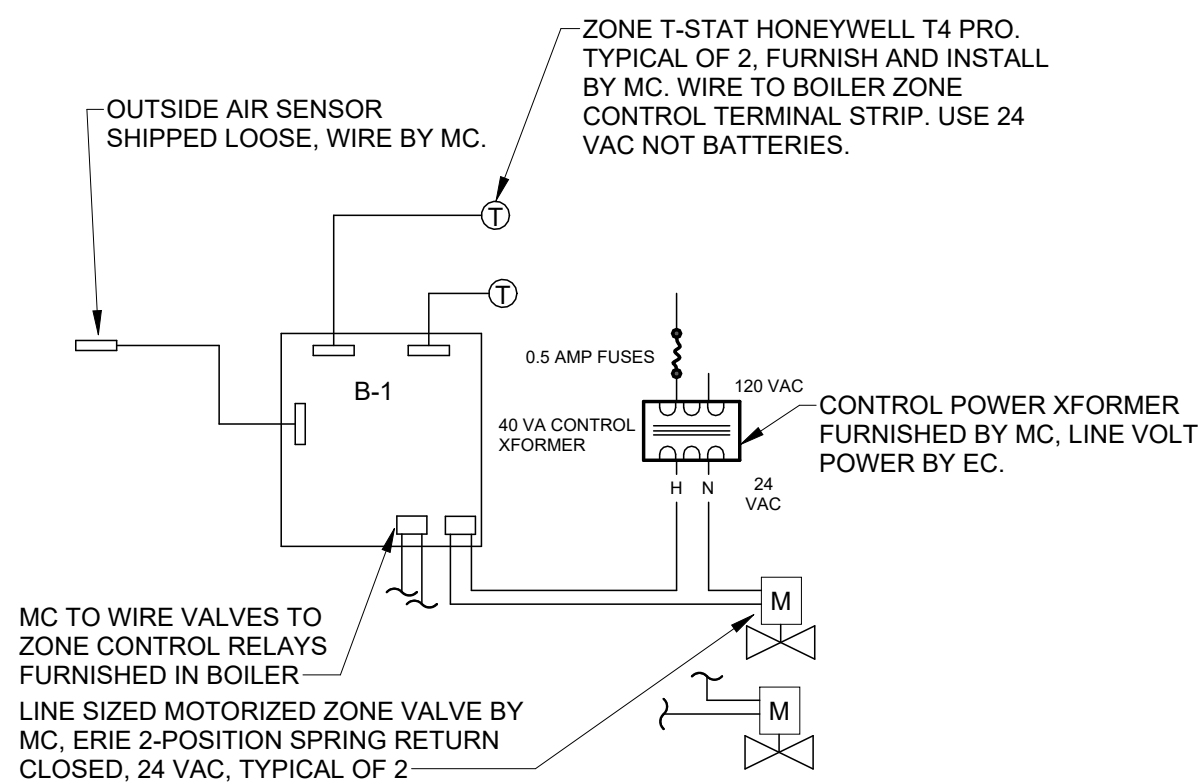 ZONE T-STAT HONEYWELL T4 PRO.
TYPICAL OF 2, FURNISH AND INSTALL
BY MC. WIRE TO BOILER ZONE
CONTROL TERMINAL STRIP. USE 24
VAC NOT BATTERIES.
OUTSIDE AIR SENSOR
SHIPPED LOOSE, WIRE BY MC.
T
T
B-1
0.5 AMP FUSES
120 VAC
40 VA CONTROL
XFORMER
CONTROL POWER XFORMER
FURNISHED BY MC, LINE VOLT
POWER BY EC.
H N
24
VAC
M
MC TO WIRE VALVES TO
ZONE CONTROL RELAYS
FURNISHED IN BOILER
M
LINE SIZED MOTORIZED ZONE VALVE BY
MC, ERIE 2-POSITION SPRING RETURN
CLOSED, 24 VAC, TYPICAL OF 2